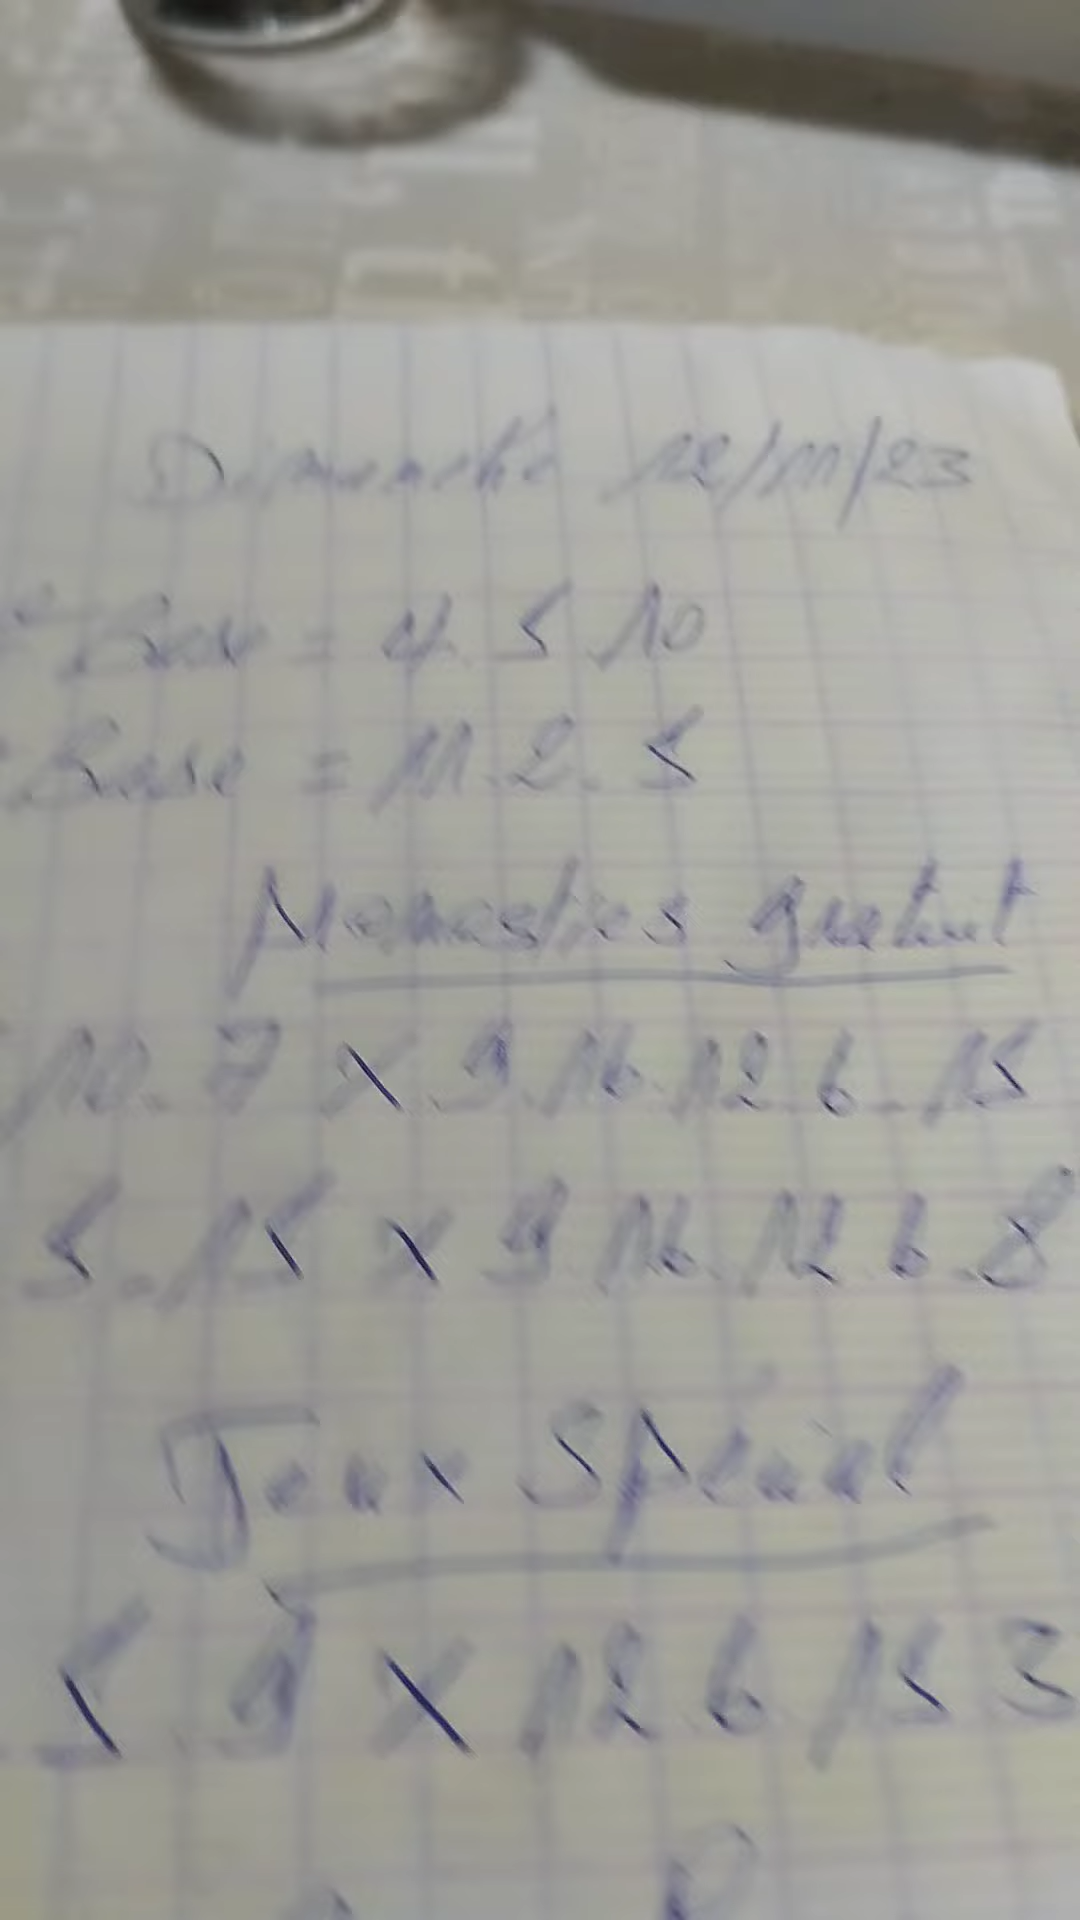 Dimanche 12/11/23
Base = 4. 5 10
Base = 11. 2. 5
gratuit
10. 7 X . 9. 16. 12 6. 15
5. 15 X 9 16. 12 6. 8
Jeux Spécial
5. 9 X 12 6 15 3